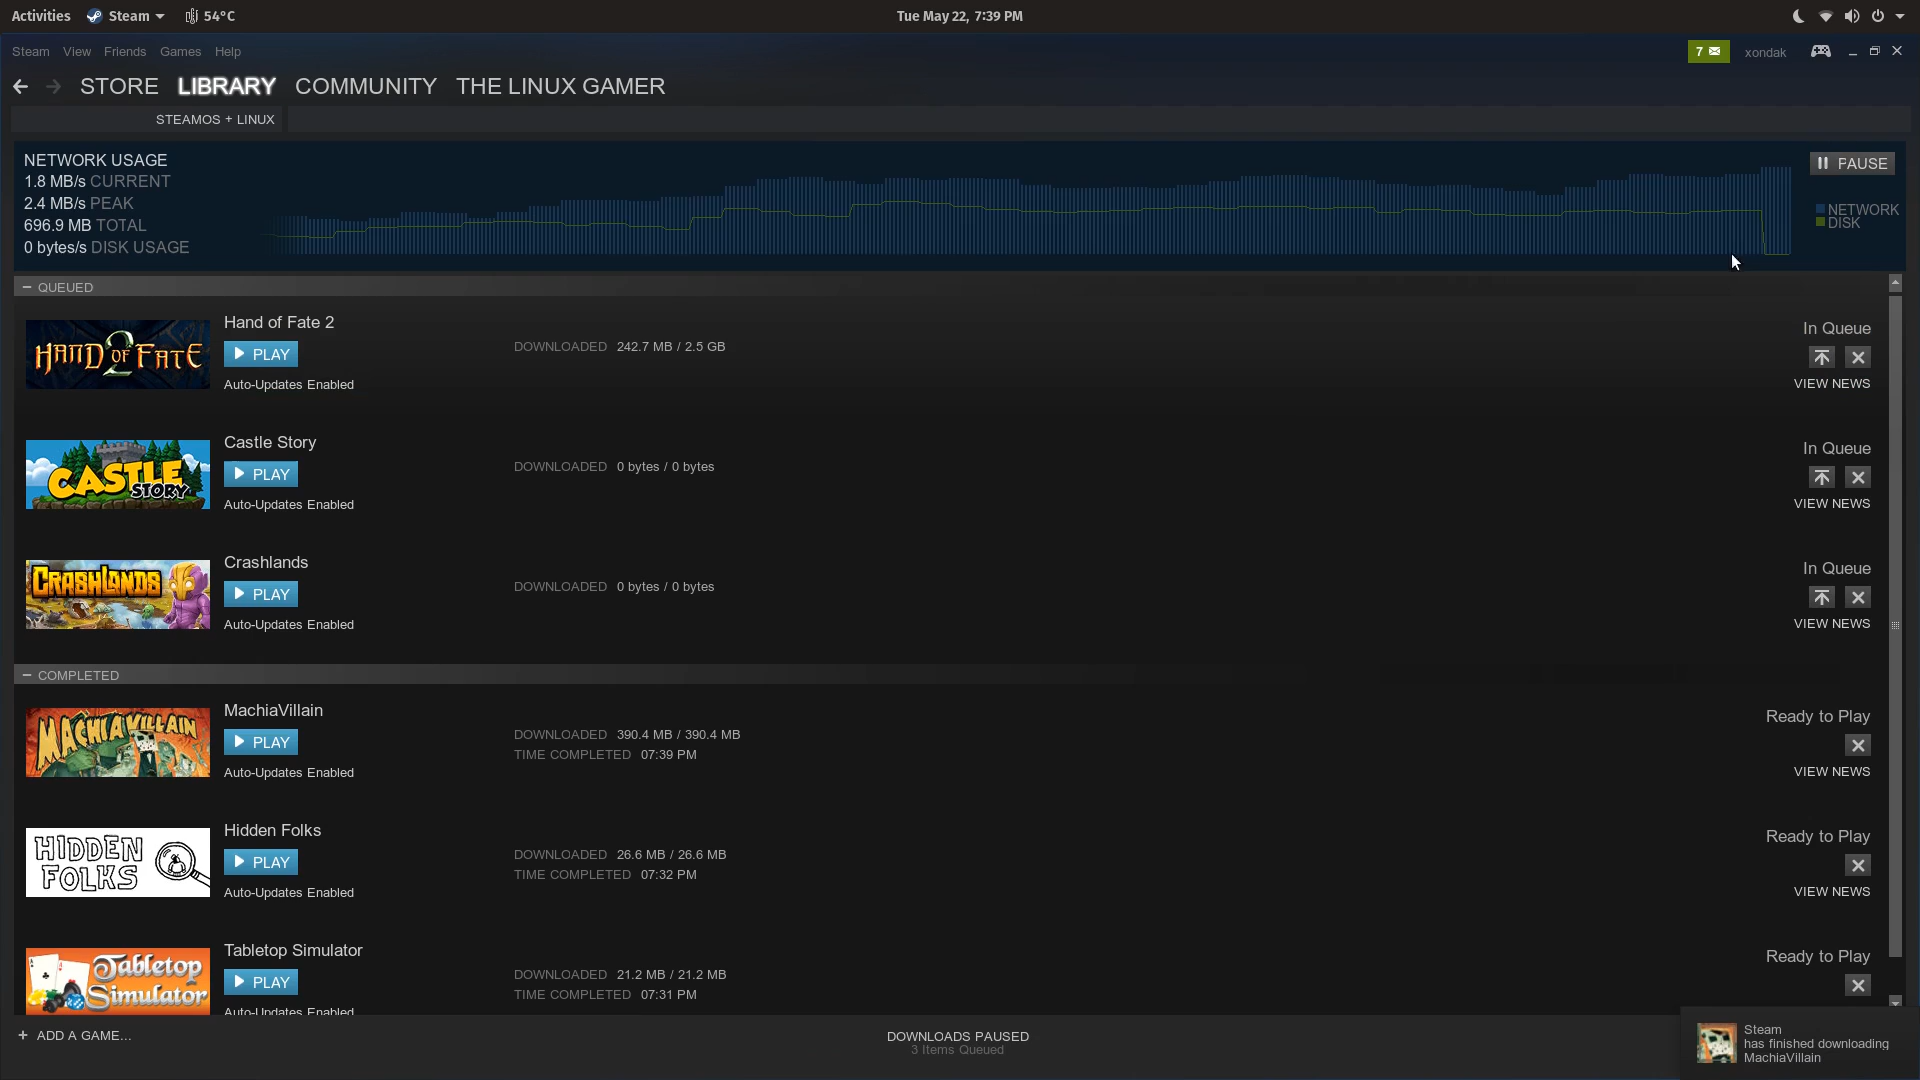 Activities Steam 54°C Tue May 22, 7:39 PM
Steam View Friends Games Help 7 xondak
STORE LIBRARY COMMUNITY THE LINUX GAMER
STEAMOS + LINUX
NETWORK USAGE
1.8 MB/s CURRENT
2.4 MB/s PEAK
696.9 MB TOTAL
0 bytes/s DISK USAGE
PAUSE
NETWORK
DISK
QUEUED
HAND OF FATE 2
Hand of Fate 2
PLAY
Auto-Updates Enabled
DOWNLOADED 242.7 MB / 2.5 GB
In Queue
VIEW NEWS
CASTLE STORY
Castle Story
PLAY
Auto-Updates Enabled
DOWNLOADED 0 bytes / 0 bytes
In Queue
VIEW NEWS
CRASHLANDS
Crashlands
PLAY
Auto-Updates Enabled
DOWNLOADED 0 bytes / 0 bytes
In Queue
VIEW NEWS
COMPLETED
MACHIAVILLAIN
MachiaVillain
PLAY
Auto-Updates Enabled
DOWNLOADED 390.4 MB / 390.4 MB
TIME COMPLETED 07:39 PM
Ready to Play
VIEW NEWS
HIDDEN
FOLKS
Hidden Folks
PLAY
Auto-Updates Enabled
DOWNLOADED 26.6 MB / 26.6 MB
TIME COMPLETED 07:32 PM
Ready to Play
VIEW NEWS
Tabletop
Simulator
Tabletop Simulator
PLAY
Auto-Updates Enabled
DOWNLOADED 21.2 MB / 21.2 MB
TIME COMPLETED 07:31 PM
Ready to Play
+ ADD A GAME...
DOWNLOADS PAUSED
3 Items Queued
Steam
has finished downloading
MachiaVillain